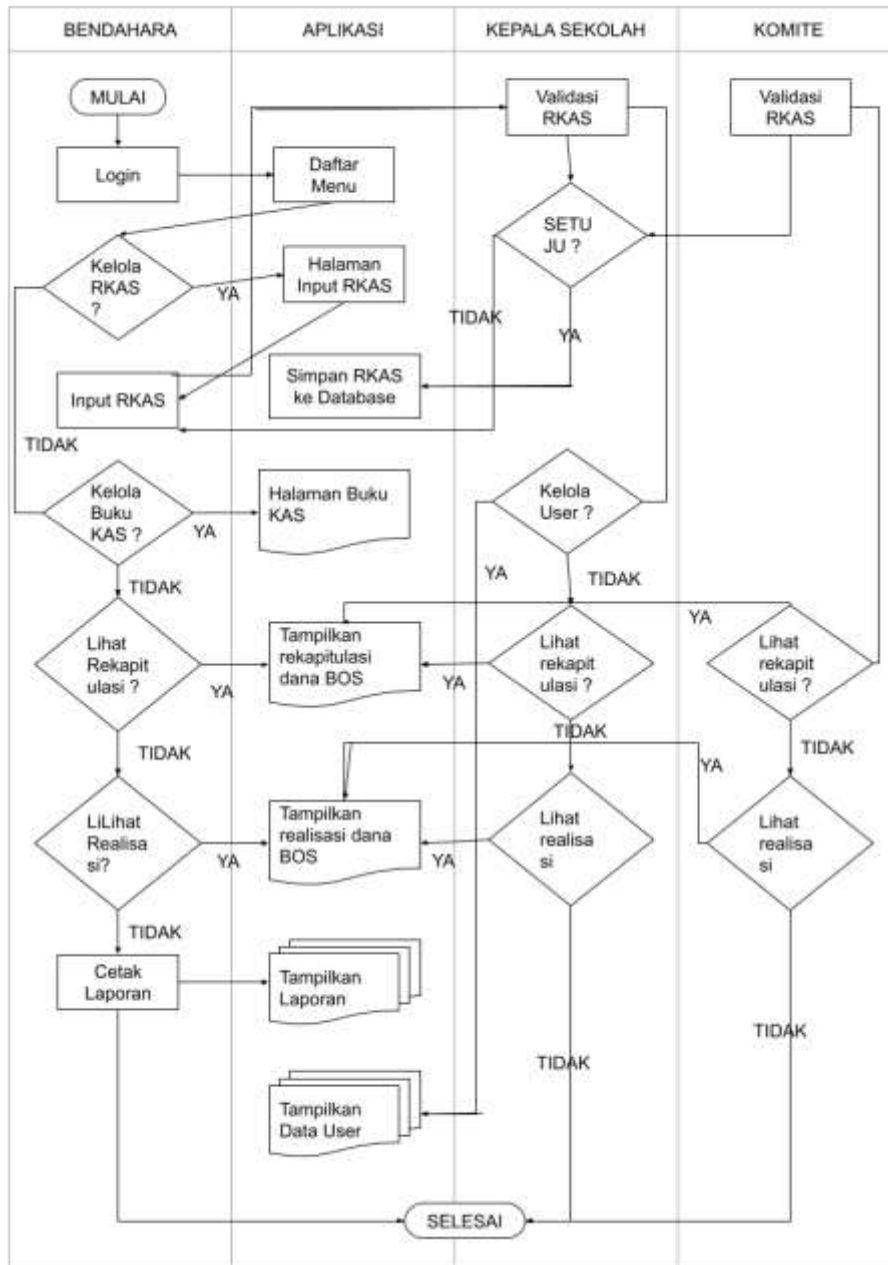 BENDAHARA
APLIKASI
KEPALA SEKOLAH
KOMITE
MULAI
Validasi
RKAS
Validasi
RKAS
Login
Daftar
Menu
SETU
JU ?
Kelola
RKAS
?
YA
Halaman
Input RKAS
TIDAK
YA
Input RKAS
Simpan RKAS
ke Database
TIDAK
Kelola
Buku
KAS ?
YA
Halaman Buku
KAS
Kelola
User ?
YA
TIDAK
TIDAK
YA
Lihat
Rekapit
ulasi ?
YA
Tampilkan
rekapitulasi
dana BOS
YA
Lihat
rekapit
ulasi ?
Lihat
rekapit
ulasi ?
TIDAK
TIDAK
TIDAK
YA
LiLihat
Realisa
si?
YA
Tampilkan
realisasi dana
BOS
YA
Lihat
realisa
si
Lihat
realisa
si
TIDAK
Cetak
Laporan
Tampilkan
Laporan
TIDAK
TIDAK
Tampilkan
Data User
SELESAI